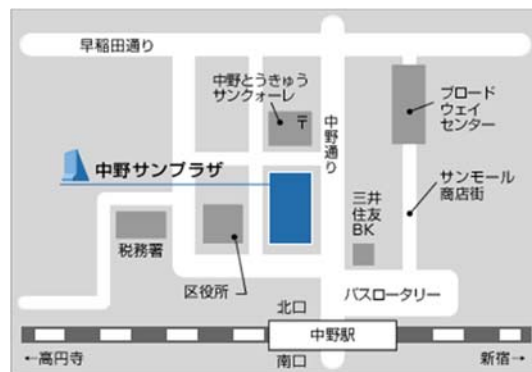 早稲田通り
中野とうきゅう
サンクォーレ
〒
中野通り
ブロード
ウェイ
センター
中野サンプラザ
サンモール
商店街
三井
住友
BK
税務署
区役所
北口
バスロータリー
中野駅
←高円寺
南口
新宿→